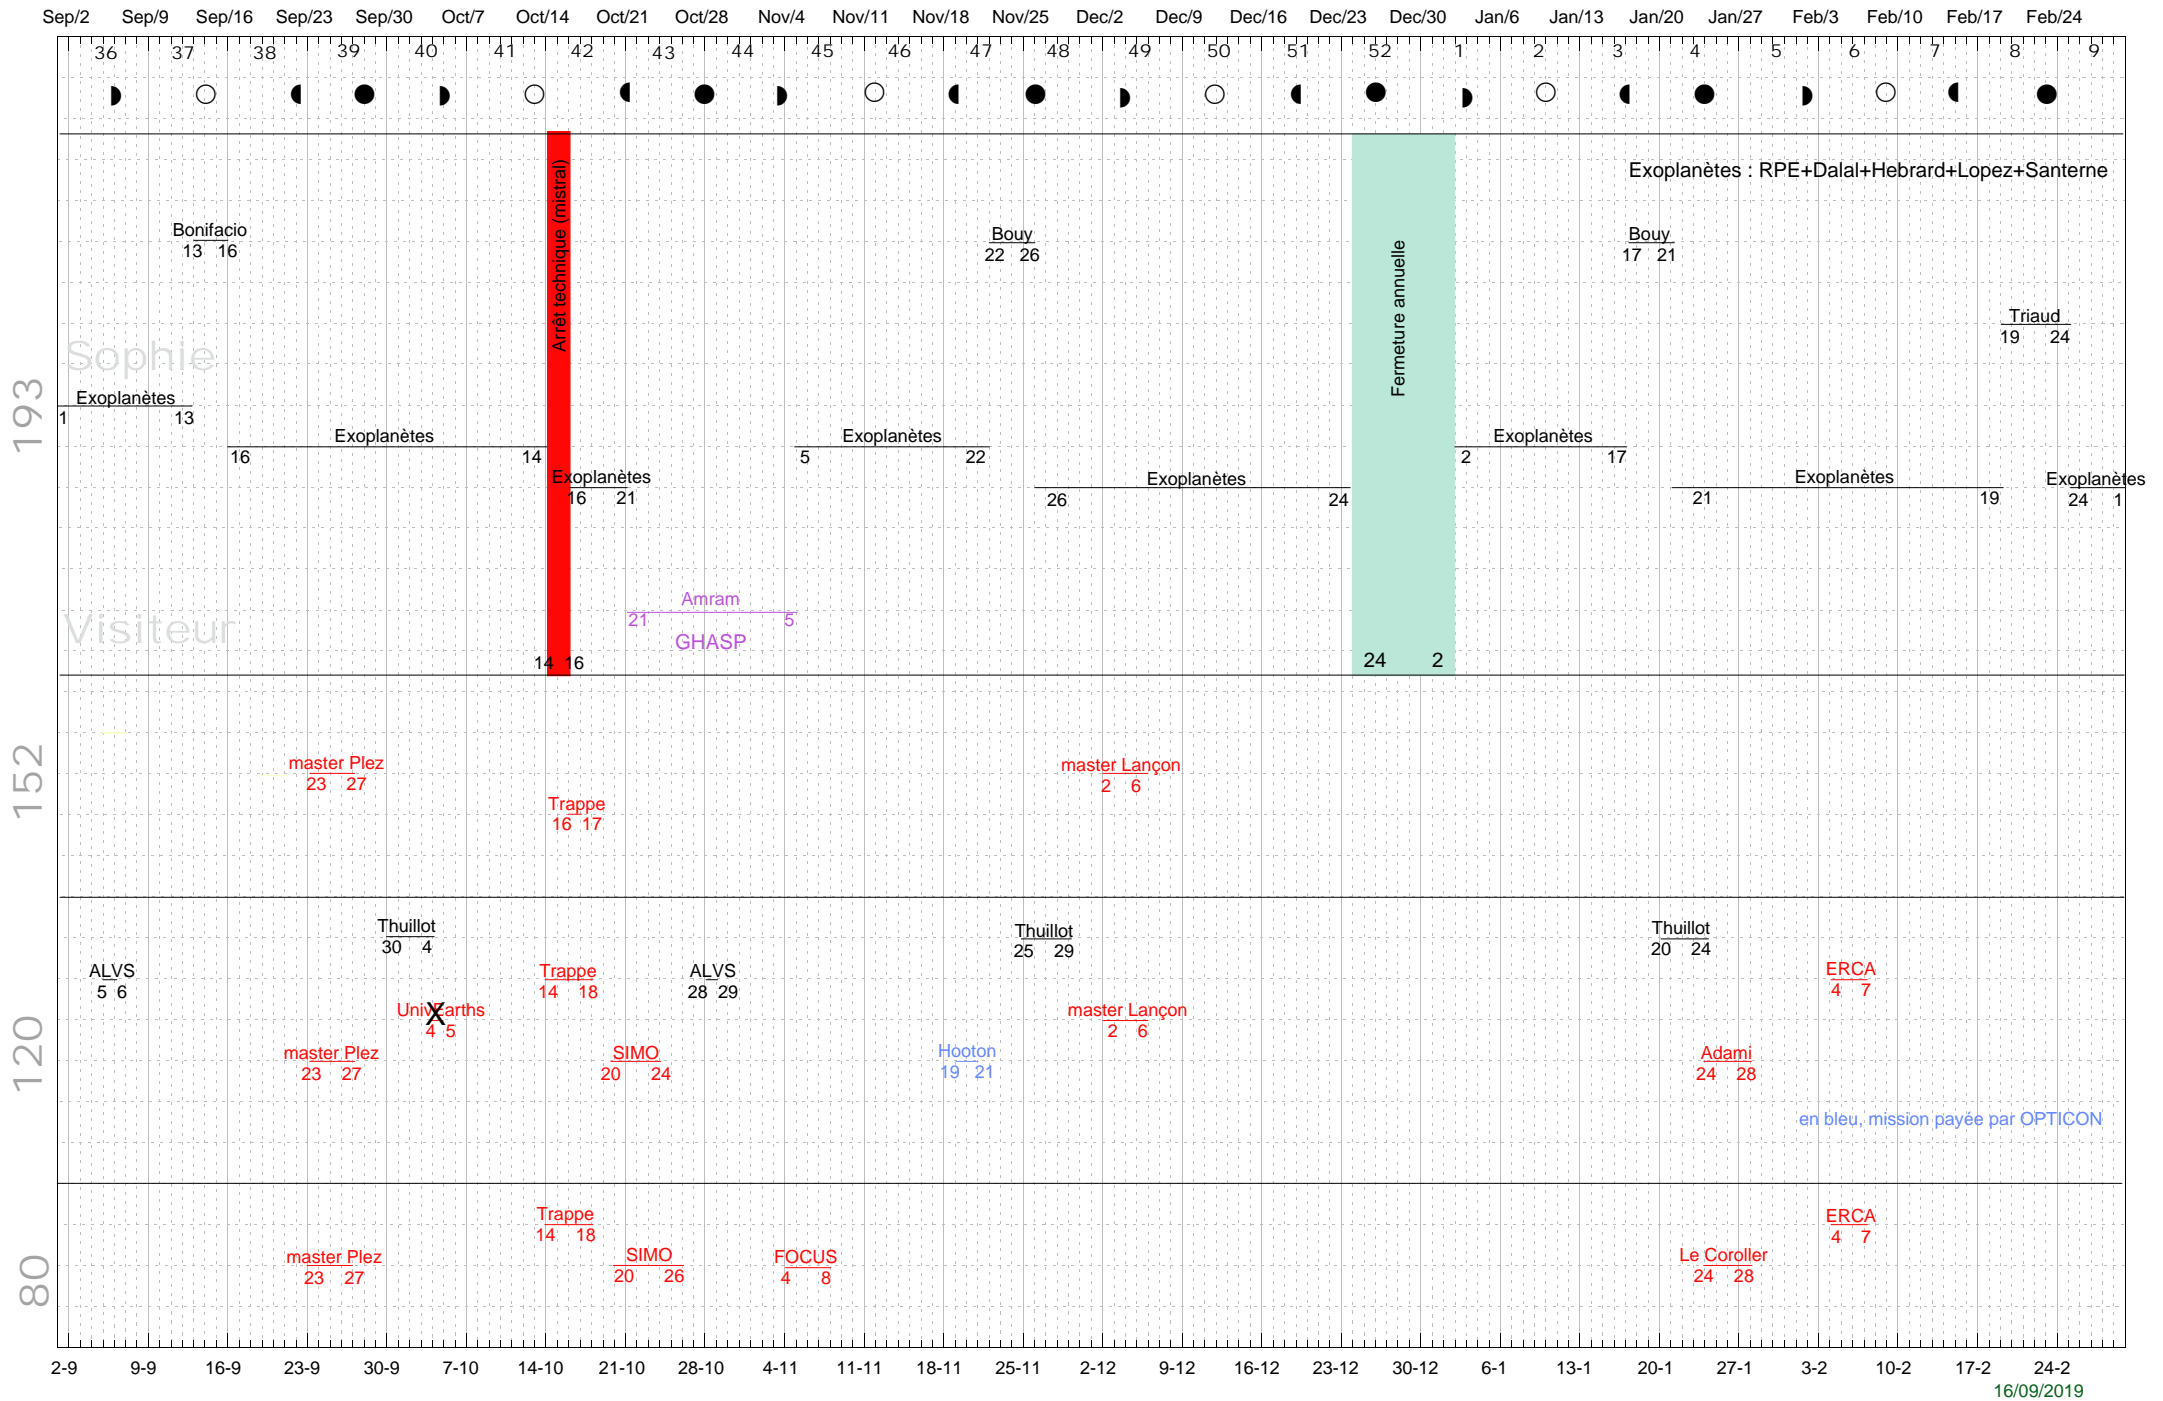 Sep/2 Sep/9 Sep/16 Sep/23 Sep/30 Oct/7 Oct/14 Oct/21 Oct/28 Nov/4 Nov/11 Nov/18 Nov/25 Dec/2 Dec/9 Dec/16 Dec/23 Dec/30 Jan/6 Jan/13 Jan/20 Jan/27 Feb/3 Feb/10 Feb/17 Feb/24
36 37 38 39 40 41 42 43 44 45 46 47 48 49 50 51 52 1 2 3 4 5 6 7 8 9
193
Sophie
Visiteur
Arrêt technique (mistral)
14 16
Fermeture annuelle
24 2
Exoplanètes : RPE+Dalal+Hebrard+Lopez+Santerne
Bonifacio
13 16
Bouy
22 26
Bouy
17 21
Triaud
19 24
Exoplanètes
1 13
Exoplanètes
16 14
Exoplanètes
16 21
Exoplanètes
5 22
Exoplanètes
26 24
Exoplanètes
2 17
Exoplanètes
21 19
Exoplanètes
24 1
Amram
21 5
GHASP
152
master Plez
23 27
Trappe
16 17
master Lançon
2 6
120
Thuillot
30 4
Thuillot
25 29
Thuillot
20 24
ALVS
5 6
Trappe
14 18
ALVS
28 29
ERCA
4 7
UnivEarths
X
4 5
master Lançon
2 6
master Plez
23 27
SIMO
20 24
Hooton
19 21
Adami
24 28
en bleu, mission payée par OPTICON
80
Trappe
14 18
ERCA
4 7
master Plez
23 27
SIMO
20 26
FOCUS
4 8
Le Coroller
24 28
2-9 9-9 16-9 23-9 30-9 7-10 14-10 21-10 28-10 4-11 11-11 18-11 25-11 2-12 9-12 16-12 23-12 30-12 6-1 13-1 20-1 27-1 3-2 10-2 17-2 24-2
16/09/2019